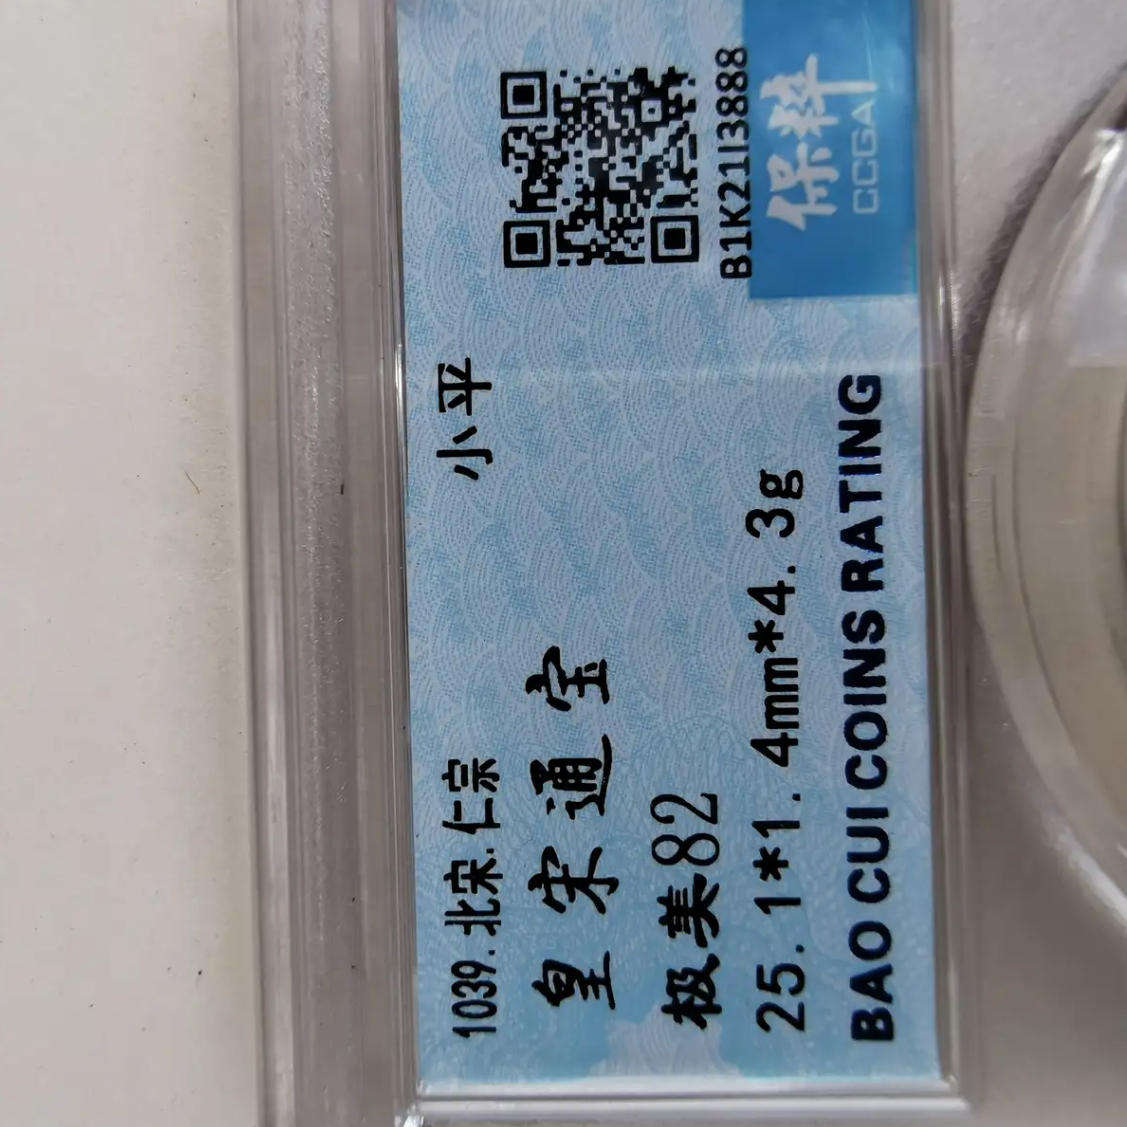 1039.北宋.仁宗 小平
皇宋通宝
极美82
25.1*1.4mm*4.3g
BAO CUI COINS RATING
B1K21I3888
保粹
CCGA